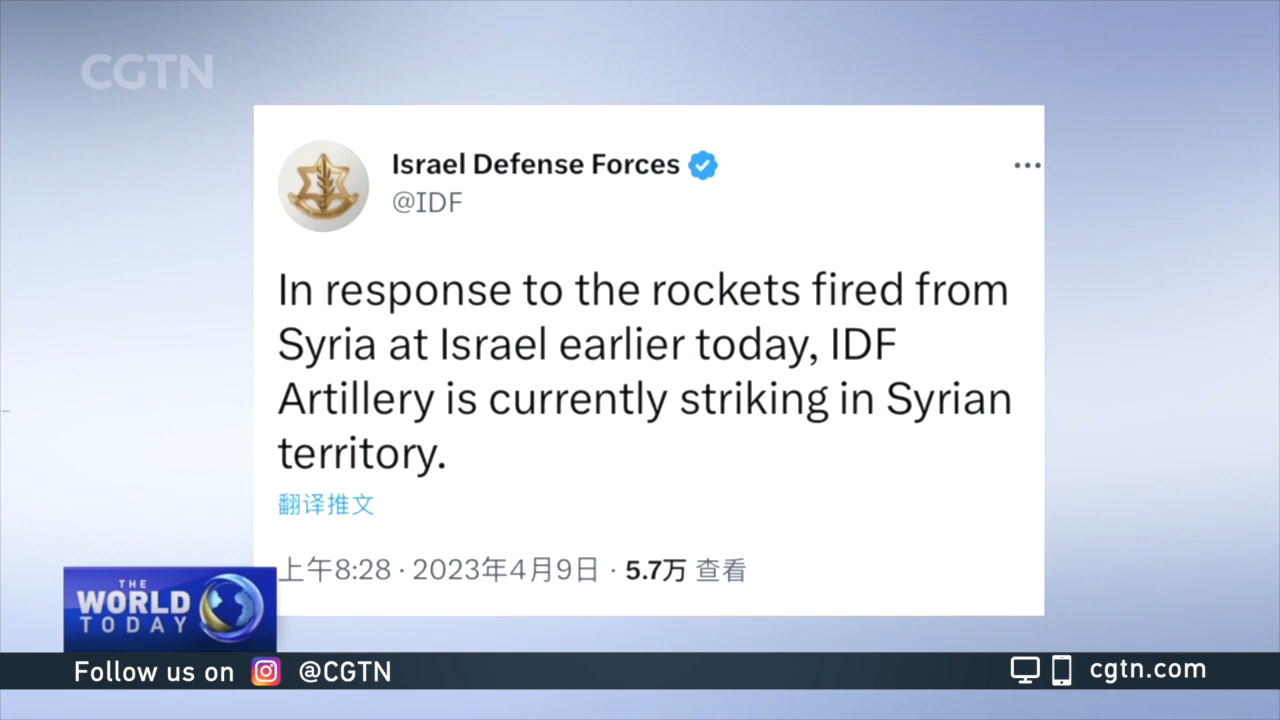 CGTN
Israel Defense Forces
@IDF
In response to the rockets fired from
Syria at Israel earlier today, IDF
Artillery is currently striking in Syrian
territory.
翻译推文
上午8:28 · 2023年4月9日 · 5.7万 查看
THE
WORLD
TODAY
Follow us on @CGTN
cgtn.com